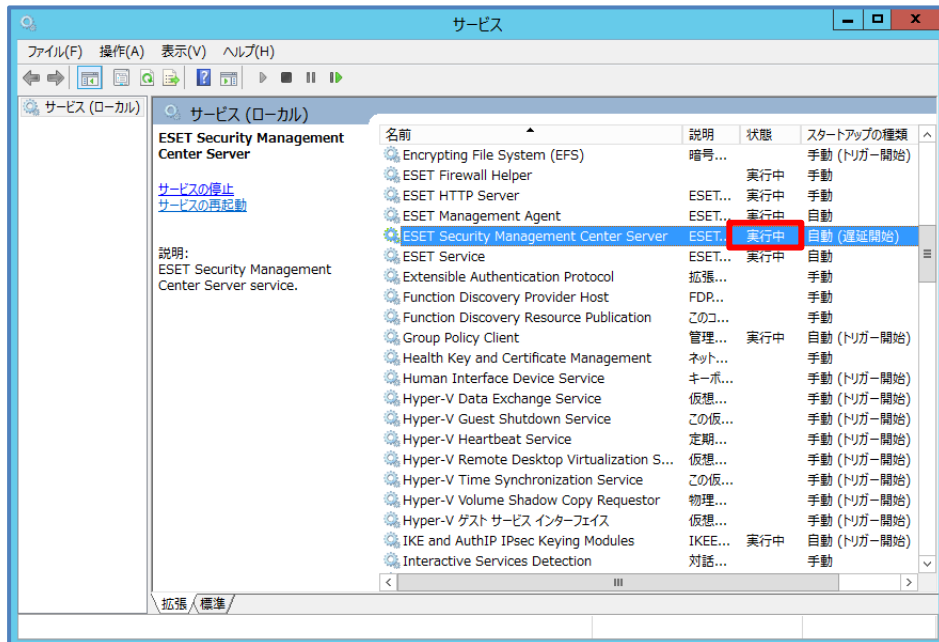 サービス
ファイル(F) 操作(A) 表示(V) ヘルプ(H)
サービス (ローカル)
サービス (ローカル)
ESET Security Management
Center Server
サービスの停止
サービスの再起動
説明:
ESET Security Management
Center Server service.
名前 説明 状態 スタートアップの種類
Encrypting File System (EFS) 暗号... 手動 (トリガー開始)
ESET Firewall Helper 実行中 手動
ESET HTTP Server ESET... 実行中 手動
ESET Management Agent ESET... 実行中 自動
ESET Security Management Center Server ESET... 実行中 自動 (遅延開始)
ESET Service ESET... 実行中 自動
Extensible Authentication Protocol 拡張... 手動
Function Discovery Provider Host FDP... 手動
Function Discovery Resource Publication このコ... 手動
Group Policy Client 管理... 実行中 自動 (トリガー開始)
Health Key and Certificate Management ネット... 手動
Human Interface Device Service キーボ... 手動 (トリガー開始)
Hyper-V Data Exchange Service 仮想... 手動 (トリガー開始)
Hyper-V Guest Shutdown Service この仮... 手動 (トリガー開始)
Hyper-V Heartbeat Service 定期... 手動 (トリガー開始)
Hyper-V Remote Desktop Virtualization S... 仮想... 手動 (トリガー開始)
Hyper-V Time Synchronization Service この仮... 手動 (トリガー開始)
Hyper-V Volume Shadow Copy Requestor 物理... 手動 (トリガー開始)
Hyper-V ゲスト サービス インターフェイス 仮想... 手動 (トリガー開始)
IKE and AuthIP IPsec Keying Modules IKEE... 実行中 自動 (トリガー開始)
Interactive Services Detection 対話... 手動
拡張 標準